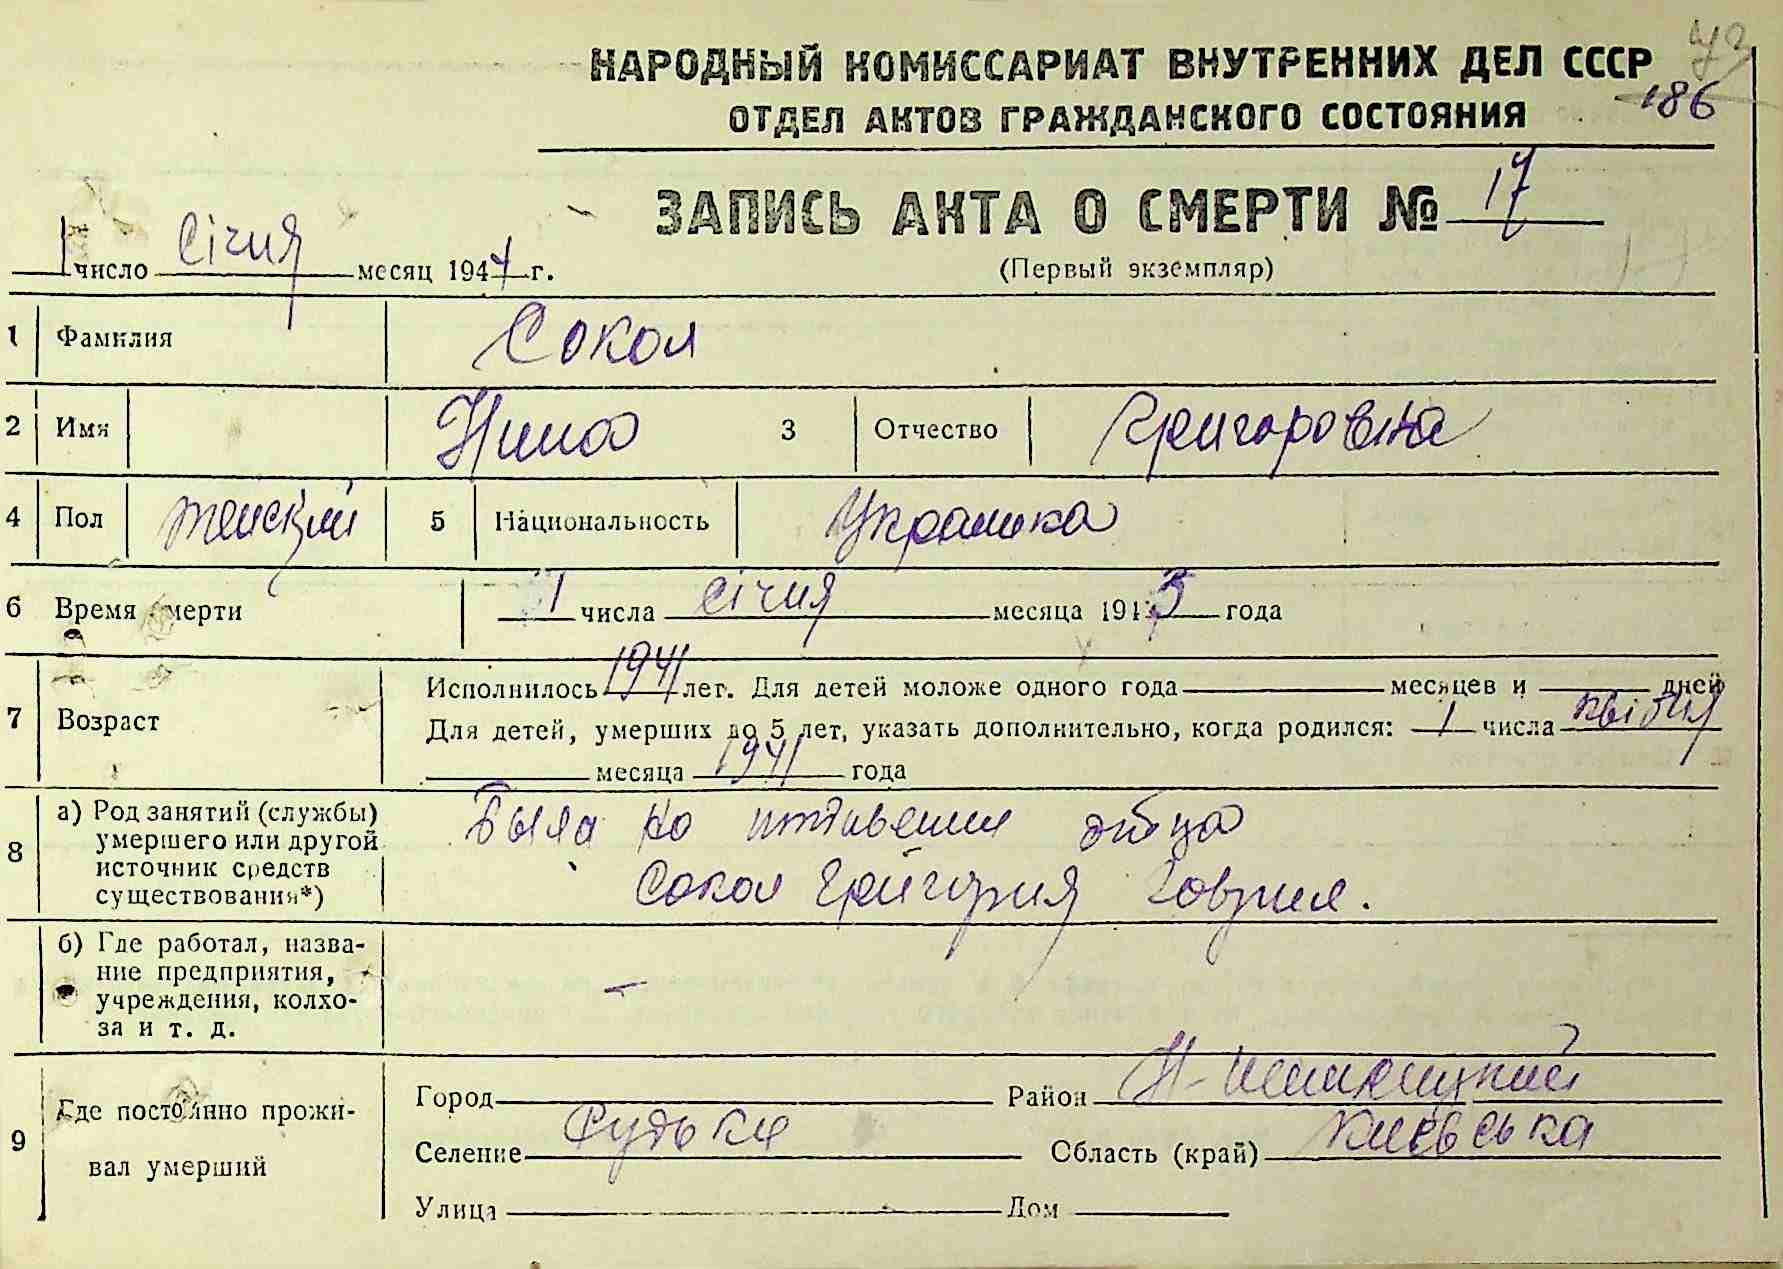 НАРОДНЫЙ КОМИССАРИАТ ВНУТРЕННИХ ДЕЛ СССР
186
ОТДЕЛ АКТОВ ГРАЖДАНСКОГО СОСТОЯНИЯ
ЗАПИСЬ АКТА О СМЕРТИ № 17
1 число січня месяц 1944 г.
(Первый экземпляр)
1 Фамилия Сокол
2 Имя Нина 3 Отчество Григоровна
4 Пол женский 5 Национальность Украинка
6 Время смерти 1 числа січня месяца 1943 года
7 Возраст
Исполнилось 1941 лет. Для детей моложе одного года месяцев и дней
Для детей, умерших до 5 лет, указать дополнительно, когда родился: 1 числа квітня
месяца 1941 года
8 а) Род занятий (службы) умершего или другой источник средств существования*)
Была на иждивении отца
Сокол Григория Гаврил.
б) Где работал, название предприятия, учреждения, колхоза и т. д.
—
9 Где постоянно проживал умерший
Город Район
Селение Судьки Область (край) Киевська
Улица Дом